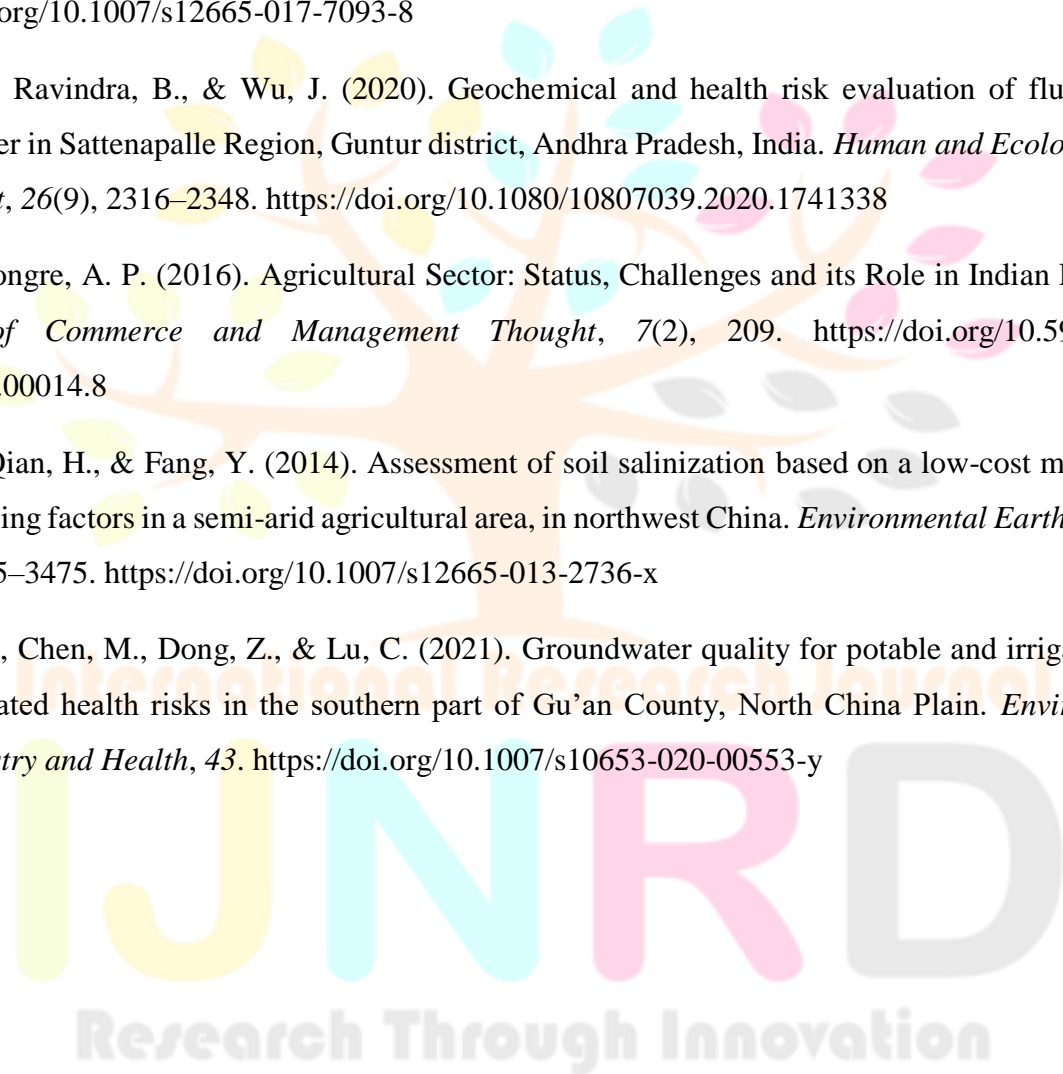 org/10.1007/s12665-017-7093-8
Ravindra, B., & Wu, J. (2020). Geochemical and health risk evaluation of flu
er in Sattenapalle Region, Guntur district, Andhra Pradesh, India. Human and Ecolo
t, 26(9), 2316–2348. https://doi.org/10.1080/10807039.2020.1741338
ongre, A. P. (2016). Agricultural Sector: Status, Challenges and its Role in Indian
of Commerce and Management Thought, 7(2), 209. https://doi.org/10.59
.00014.8
Qian, H., & Fang, Y. (2014). Assessment of soil salinization based on a low-cost m
ing factors in a semi-arid agricultural area, in northwest China. Environmental Earth
5–3475. https://doi.org/10.1007/s12665-013-2736-x
., Chen, M., Dong, Z., & Lu, C. (2021). Groundwater quality for potable and irriga
ated health risks in the southern part of Gu’an County, North China Plain. Envir
try and Health, 43. https://doi.org/10.1007/s10653-020-00553-y
International Research Journal
IJNRD
Research Through Innovation